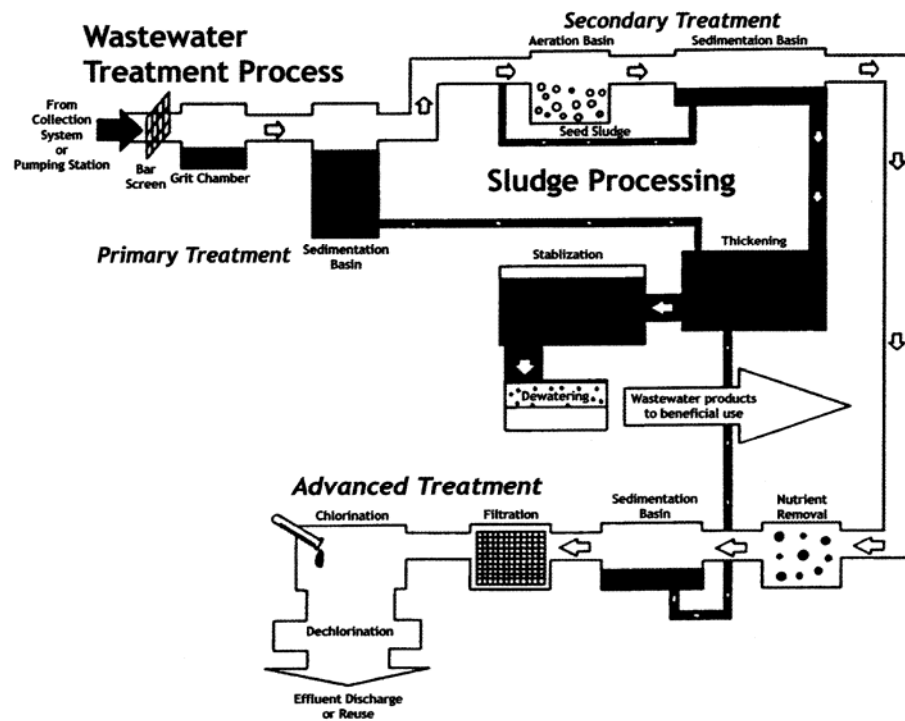 Wastewater
Treatment Process
Secondary Treatment
Aeration Basin
Sedimentaion Basin
From
Collection
System
or
Pumping Station
Bar
Screen
Grit Chamber
Seed Sludge
Sludge Processing
Primary Treatment
Sedimentation
Basin
Thickening
Stablization
Dewatering
Wastewater products
to beneficial use
Advanced Treatment
Chlorination
Filtration
Sedimentation
Basin
Nutrient
Removal
Dechlorination
Effluent Discharge
or Reuse